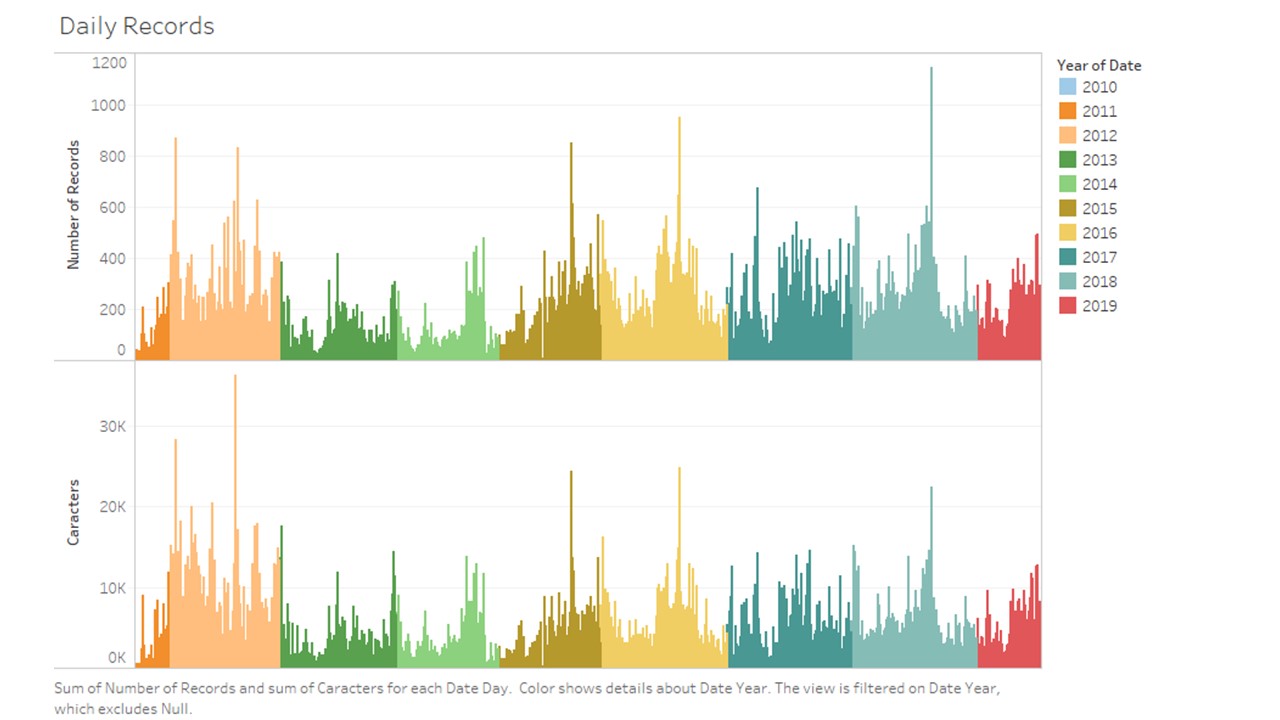 Daily Records
1200
1000
800
600
400
200
0
Number of Records
30K
20K
10K
0K
Caracters
Year of Date
2010
2011
2012
2013
2014
2015
2016
2017
2018
2019
Sum of Number of Records and sum of Caracters for each Date Day.  Color shows details about Date Year. The view is filtered on Date Year,
which excludes Null.